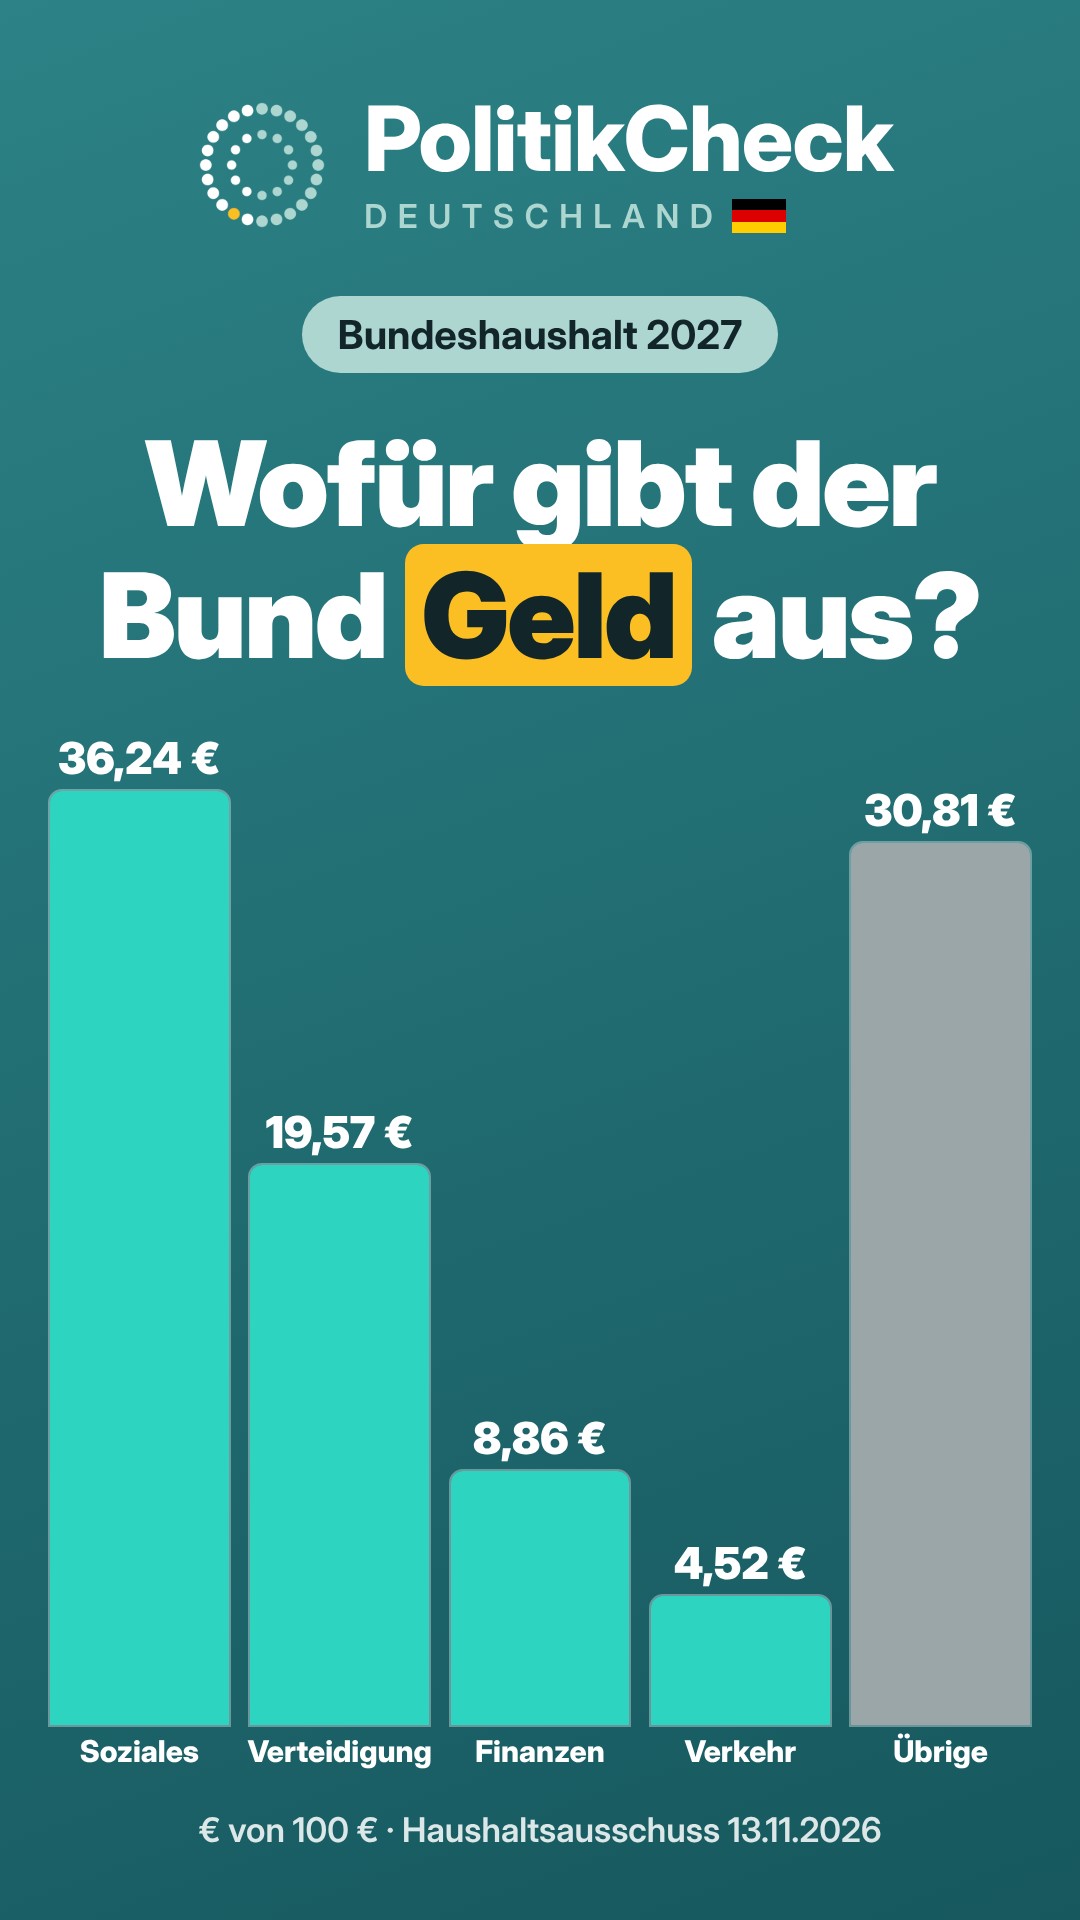 PolitikCheck
DEUTSCHLAND
Bundeshaushalt 2027
Wofür gibt der
Bund Geld aus?
36,24 €
30,81 €
19,57 €
8,86 €
4,52 €
Soziales Verteidigung Finanzen Verkehr Übrige
€ von 100 € · Haushaltsausschuss 13.11.2026